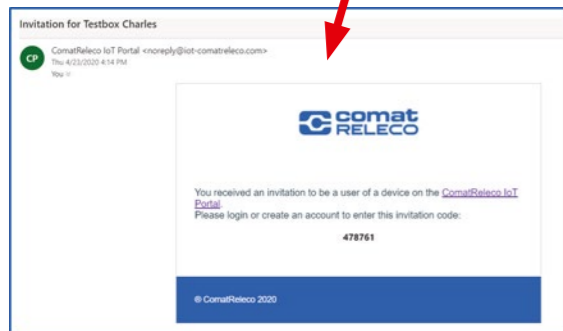 Invitation for Testbox Charles
CP
ComatReleco IoT Portal <noreply@iot-comatreleco.com>
Thu 4/23/2020 4:14 PM
You
comat
RELECO
You received an invitation to be a user of a device on the ComatReleco IoT
Portal.
Please login or create an account to enter this invitation code:
478761
® ComatReleco 2020